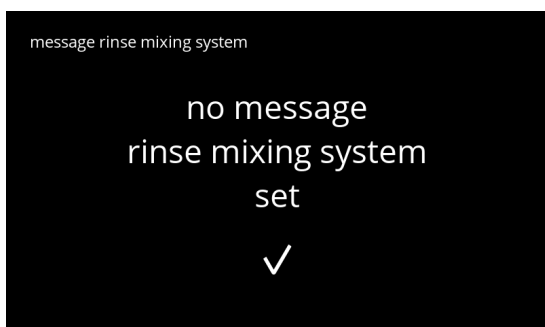 message rinse mixing system
no message
rinse mixing system
set